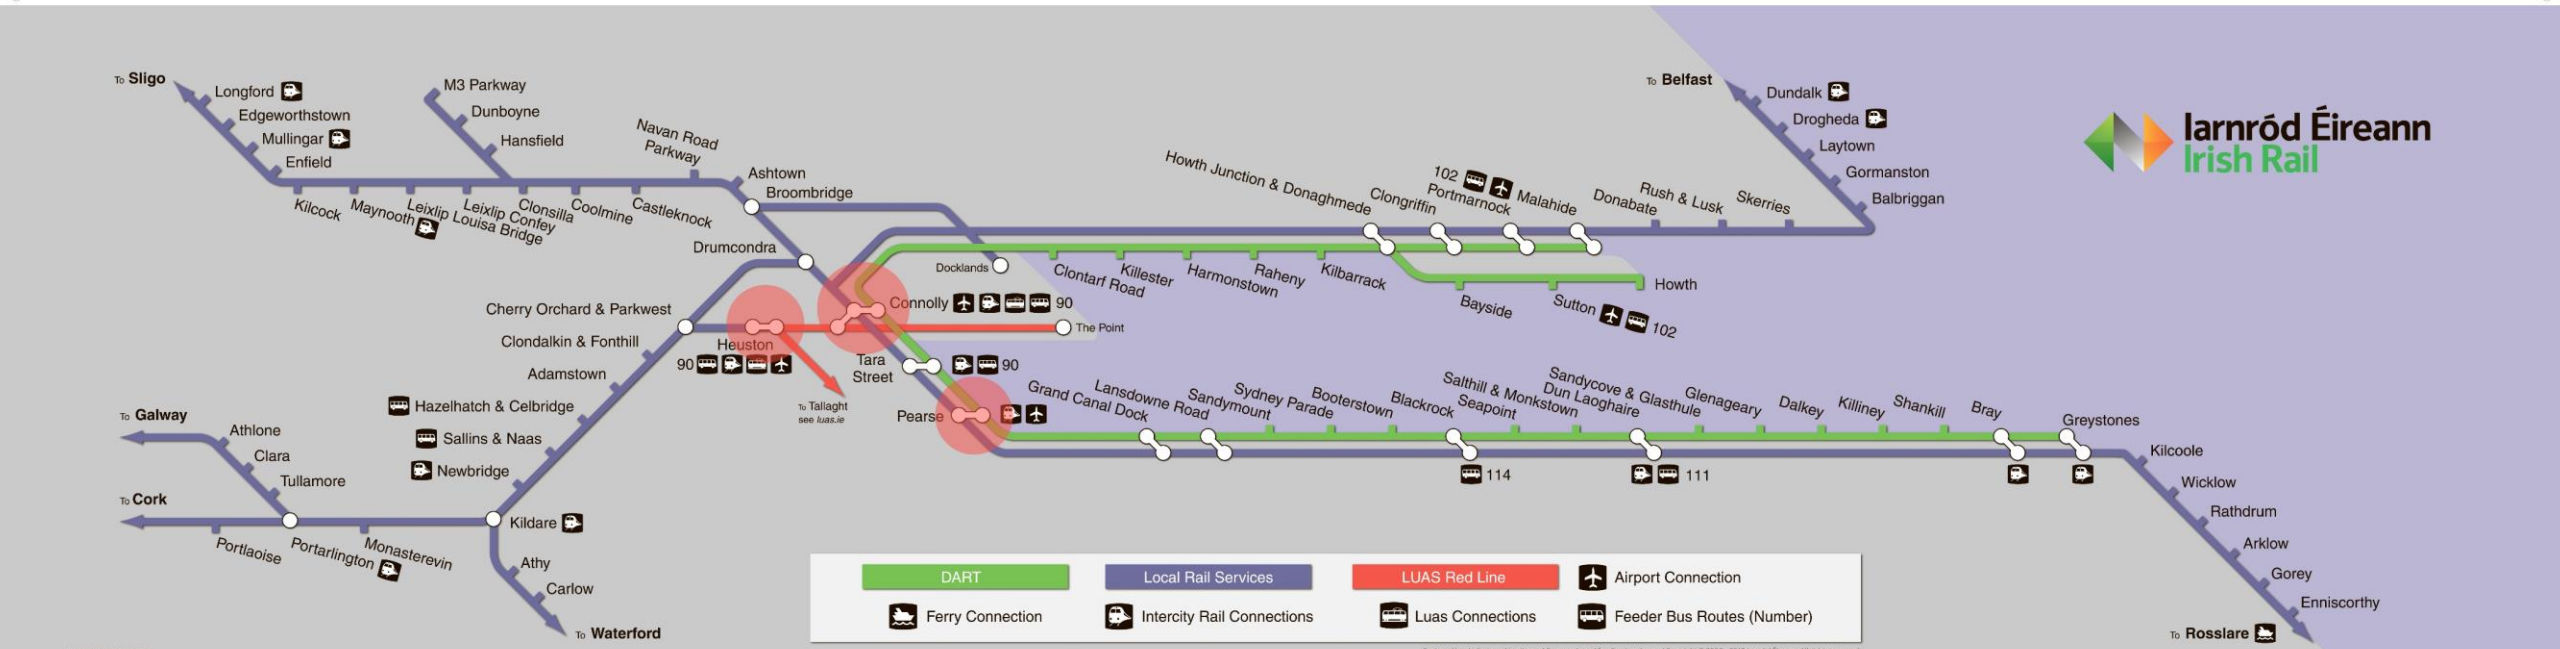 To Sligo
Longford
Edgeworthstown
Mullingar
Enfield
M3 Parkway
Dunboyne
Hansfield
Navan Road
Parkway
Ashtown
Broombridge
Kilcock
Maynooth
Leixlip Louisa Bridge
Leixlip Confey
Clonsilla
Coolmine
Castleknock
Drumcondra
Docklands
Howth Junction & Donaghmede
Clongriffin
102
Portmarnock
Malahide
Donabate
Rush & Lusk
Skerries
To Belfast
Dundalk
Drogheda
Laytown
Gormanston
Balbriggan
Iarnród Éireann
Irish Rail
Clontarf Road
Killester
Harmonstown
Raheny
Kilbarrack
Howth
Bayside
Sutton
102
Connolly
90
The Point
Cherry Orchard & Parkwest
Clondalkin & Fonthill
Adamstown
Hazelhatch & Celbridge
Sallins & Naas
Newbridge
Heuston
90
To Tallaght
see luas.ie
Tara
Street
90
Pearse
Grand Canal Dock
Lansdowne Road
Sandymount
Sydney Parade
Booterstown
Blackrock
Seapoint
Salthill & Monkstown
Dun Laoghaire
Sandycove & Glasthule
Glenageary
Dalkey
Killiney
Shankill
Bray
Greystones
114
111
Kilcoole
Wicklow
Rathdrum
Arklow
Gorey
Enniscorthy
To Rosslare
To Galway
Athlone
Clara
Tullamore
To Cork
Portlaoise
Portarlington
Monasterevin
Kildare
Athy
Carlow
To Waterford
DART
Local Rail Services
LUAS Red Line
Airport Connection
Ferry Connection
Intercity Rail Connections
Luas Connections
Feeder Bus Routes (Number)